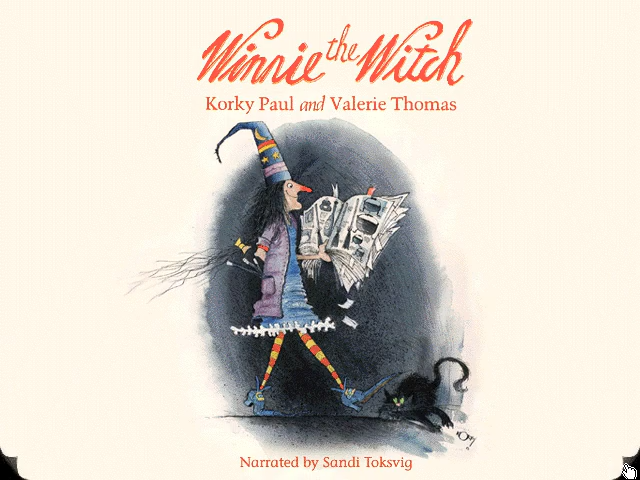 Winnie the Witch
Korky Paul and Valerie Thomas
Narrated by Sandi Toksvig